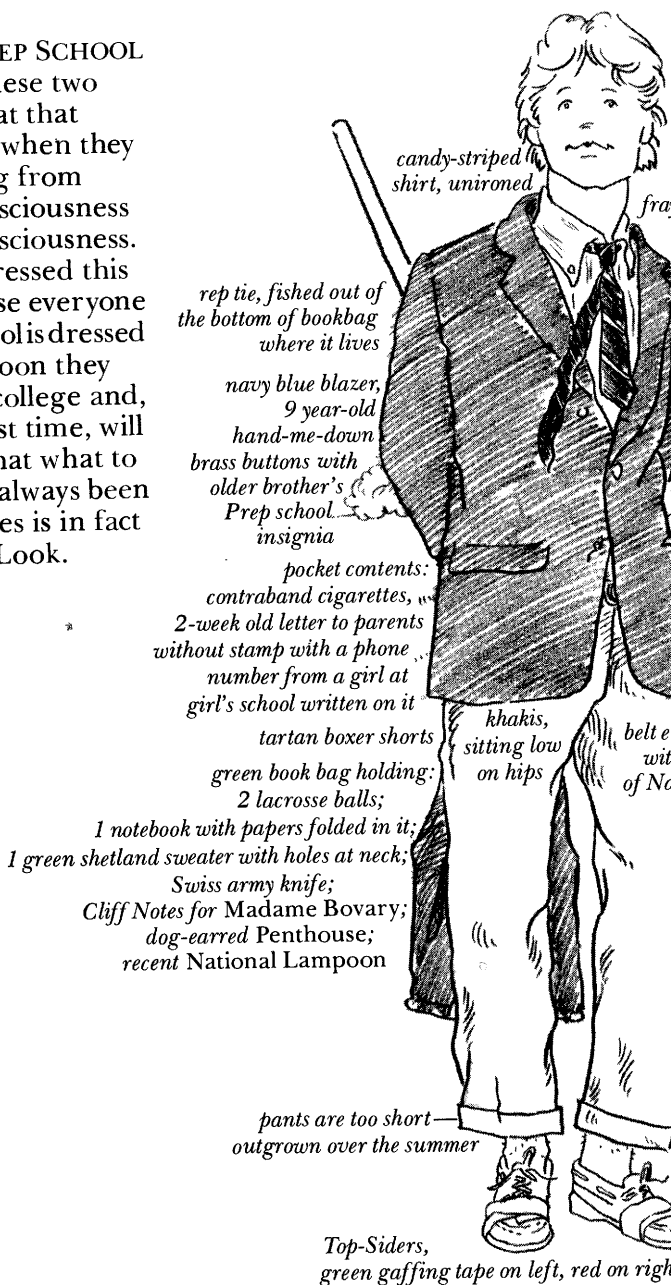 EP SCHOOL
ese two
at that
when they
g from
sciousness
sciousness.
ressed this
se everyone
ol is dressed
oon they
college and,
st time, will
hat what to
always been
es is in fact
Look.
candy-striped
shirt, unironed
fra
rep tie, fished out of
the bottom of bookbag
where it lives
navy blue blazer,
9 year-old
hand-me-down
brass buttons with
older brother's
Prep school
insignia
pocket contents:
contraband cigarettes,
2-week old letter to parents
without stamp with a phone
number from a girl at
girl's school written on it
tartan boxer shorts
khakis,
sitting low
on hips
belt e
wit
of No
green book bag holding:
2 lacrosse balls;
1 notebook with papers folded in it;
1 green shetland sweater with holes at neck;
Swiss army knife;
Cliff Notes for Madame Bovary;
dog-earred Penthouse;
recent National Lampoon
pants are too short—
outgrown over the summer
Top-Siders,
green gaffing tape on left, red on righ